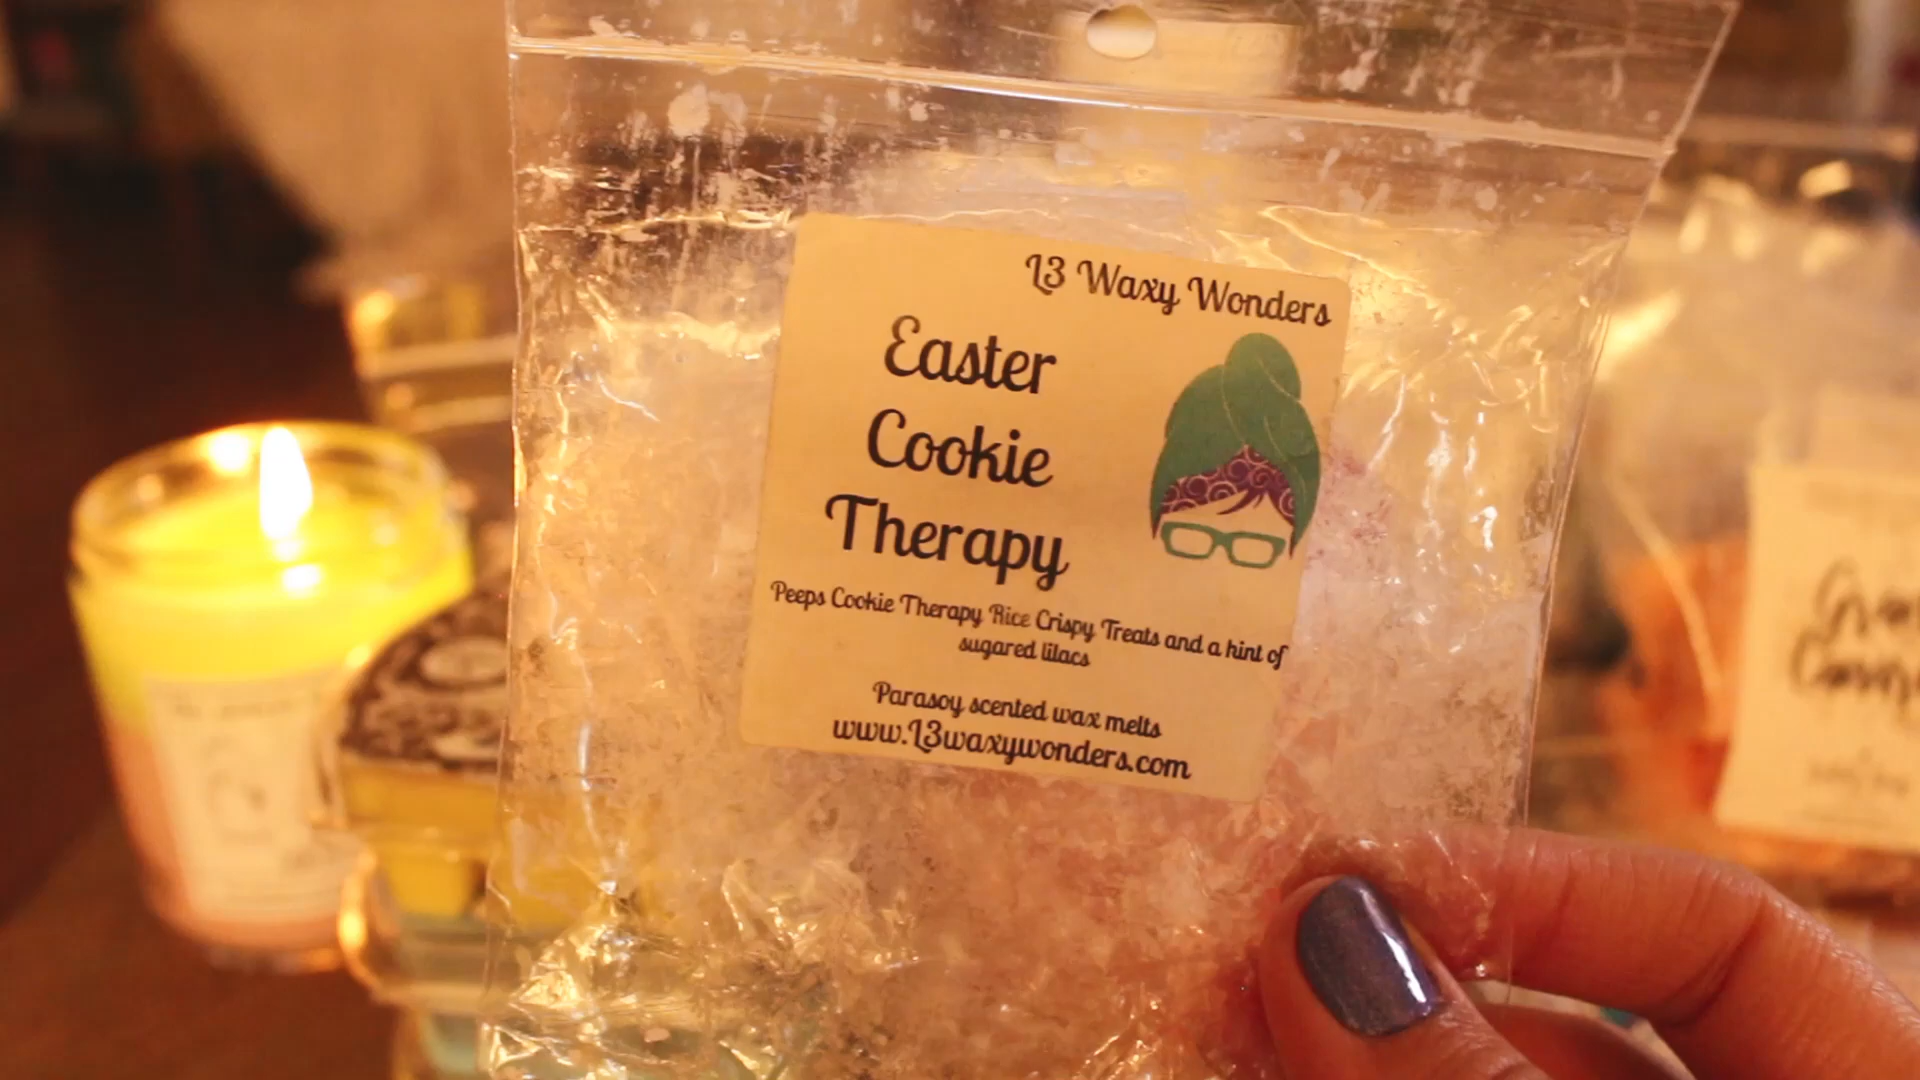 L3 Waxy Wonders
Easter
Cookie
Therapy
Peeps Cookie Therapy Rice Crispy Treats and a hint of
sugared lilacs
Parasoy scented wax melts
www.L3waxywonders.com